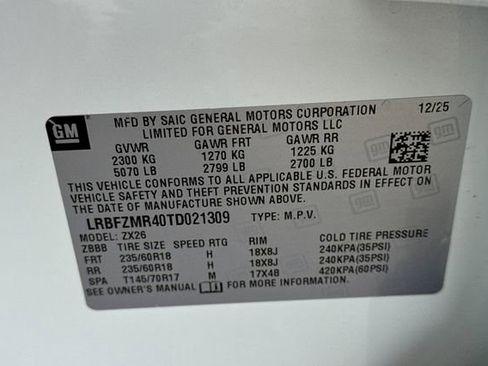 GM
MFD BY SAIC GENERAL MOTORS CORPORATION 12/25
LIMITED FOR GENERAL MOTORS LLC
GVWR GAWR FRT GAWR RR
2300 KG 1270 KG 1225 KG
5070 LB 2799 LB 2700 LB
THIS VEHICLE CONFORMS TO ALL APPLICABLE U.S. FEDERAL MOTOR
VEHICLE SAFETY AND THEFT PREVENTION STANDARDS IN EFFECT ON
THE DATE OF MANUFACTURE SHOWN ABOVE.
LRBFZMR40TD021309 TYPE: M.P.V.
MODEL: ZX26
ZBBB TIRE SIZE SPEED RTG RIM COLD TIRE PRESSURE
FRT 235/60R18 H 18X8J 240KPA(35PSI)
RR 235/60R18 H 18X8J 240KPA(35PSI)
SPA T145/70R17 M 17X4B 420KPA(60PSI)
SEE OWNER'S MANUAL FOR MORE INFORMATION.